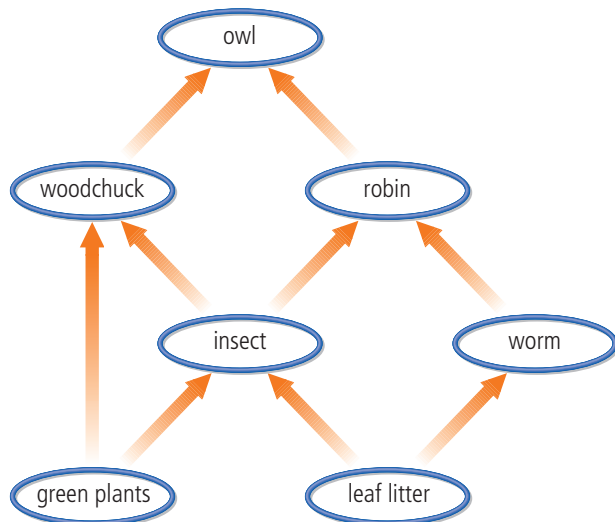 owl
woodchuck
robin
insect
worm
green plants
leaf litter